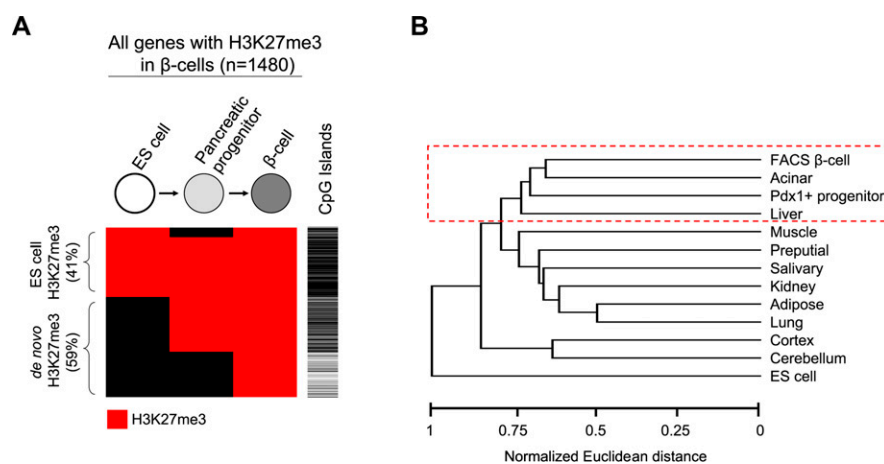 A
All genes with H3K27me3
in β-cells (n=1480)
ES cell
Pancreatic
progenitor
β-cell
CpG Islands
ES cell
H3K27me3
(41%)
de novo
H3K27me3
(59%)
H3K27me3
B
FACS β-cell
Acinar
Pdx1+ progenitor
Liver
Muscle
Preputial
Salivary
Kidney
Adipose
Lung
Cortex
Cerebellum
ES cell
1 0.75 0.5 0.25 0
Normalized Euclidean distance